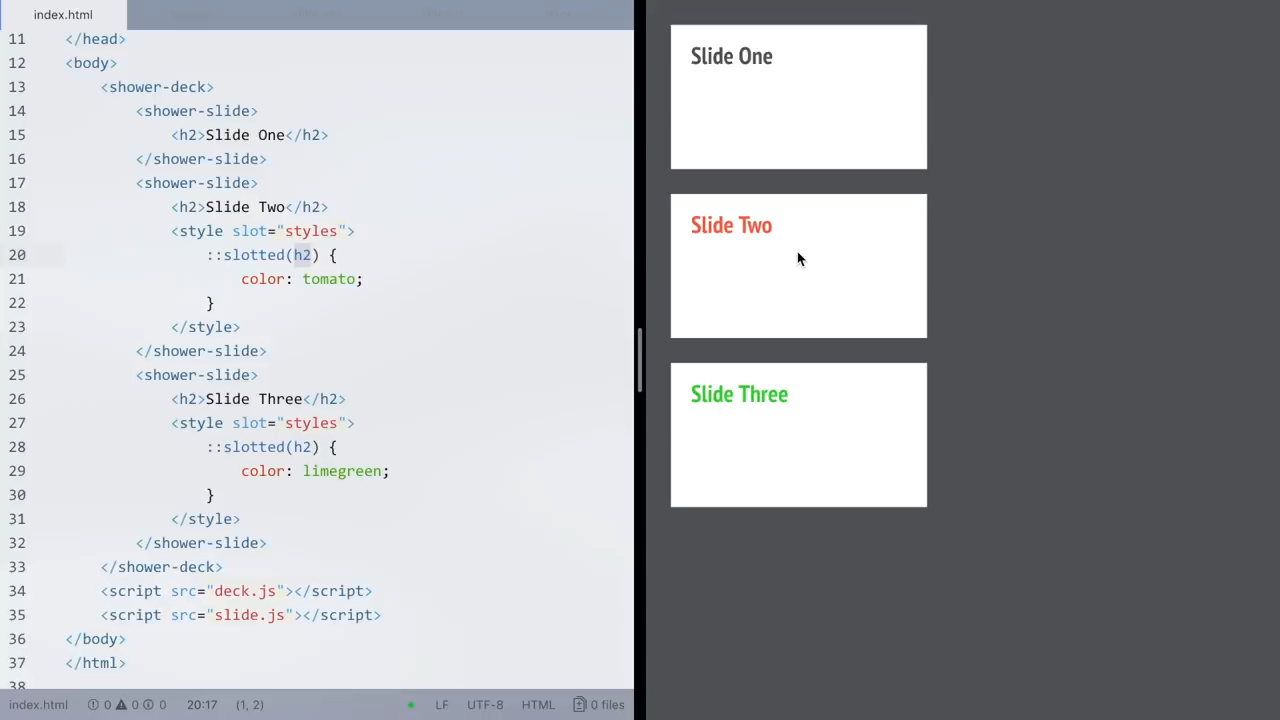 index.html
11 </head>
12 <body>
13 <shower-deck>
14 <shower-slide>
15 <h2>Slide One</h2>
16 </shower-slide>
17 <shower-slide>
18 <h2>Slide Two</h2>
19 <style slot="styles">
20 ::slotted(h2) {
21 color: tomato;
22 }
23 </style>
24 </shower-slide>
25 <shower-slide>
26 <h2>Slide Three</h2>
27 <style slot="styles">
28 ::slotted(h2) {
29 color: limegreen;
30 }
31 </style>
32 </shower-slide>
33 </shower-deck>
34 <script src="deck.js"></script>
35 <script src="slide.js"></script>
36 </body>
37 </html>
38
index.html 0 0 0 20:17 (1, 2) LF UTF-8 HTML 0 files
Slide One
Slide Two
Slide Three